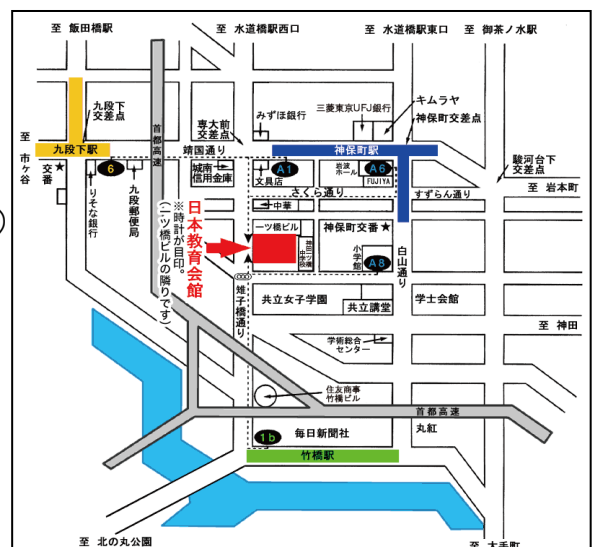 至 飯田橋駅
至 水道橋駅西口
至 水道橋駅東口
至 御茶ノ水駅
九段下
交差点
首都高速
専大前
交差点
みずほ銀行
三菱東京UFJ銀行
キムラヤ
神保町交差点
至 市ヶ谷
九段下駅
靖国通り
神保町駅
駿河台下
交差点
交番★
6
城南
信用金庫
A1
文具店
岩波
ホール
A6
FUJIYA
至 岩本町
りそな銀行
九段郵便局
さくら通り
すずらん通り
中華
日本教育会館
※時計が目印。
(一ツ橋ビルの隣りです)
一ツ橋ビル
神田一ツ橋
中学校
神保町交番★
小学館
A8
白山通り
雉子橋通り
共立女子学園
共立講堂
学士会館
至 神田
学術総合
センター
住友商事
竹橋ビル
首都高速
1b
毎日新聞社
丸紅
竹橋駅
至 北の丸公園
至 大手町